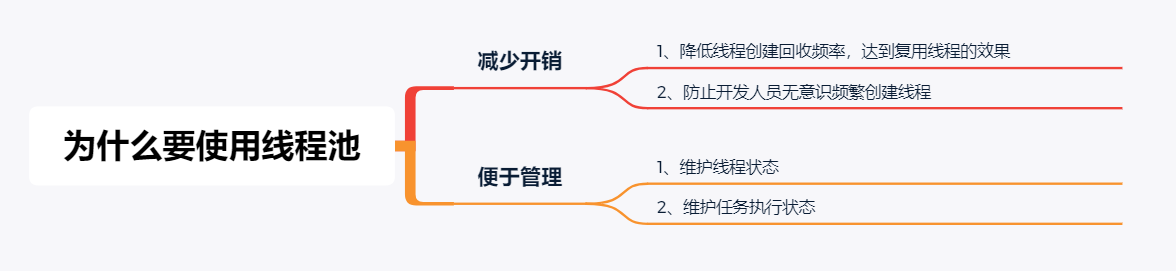 为什么要使用线程池
减少开销
1、降低线程创建回收频率，达到复用线程的效果
2、防止开发人员无意识频繁创建线程
便于管理
1、维护线程状态
2、维护任务执行状态